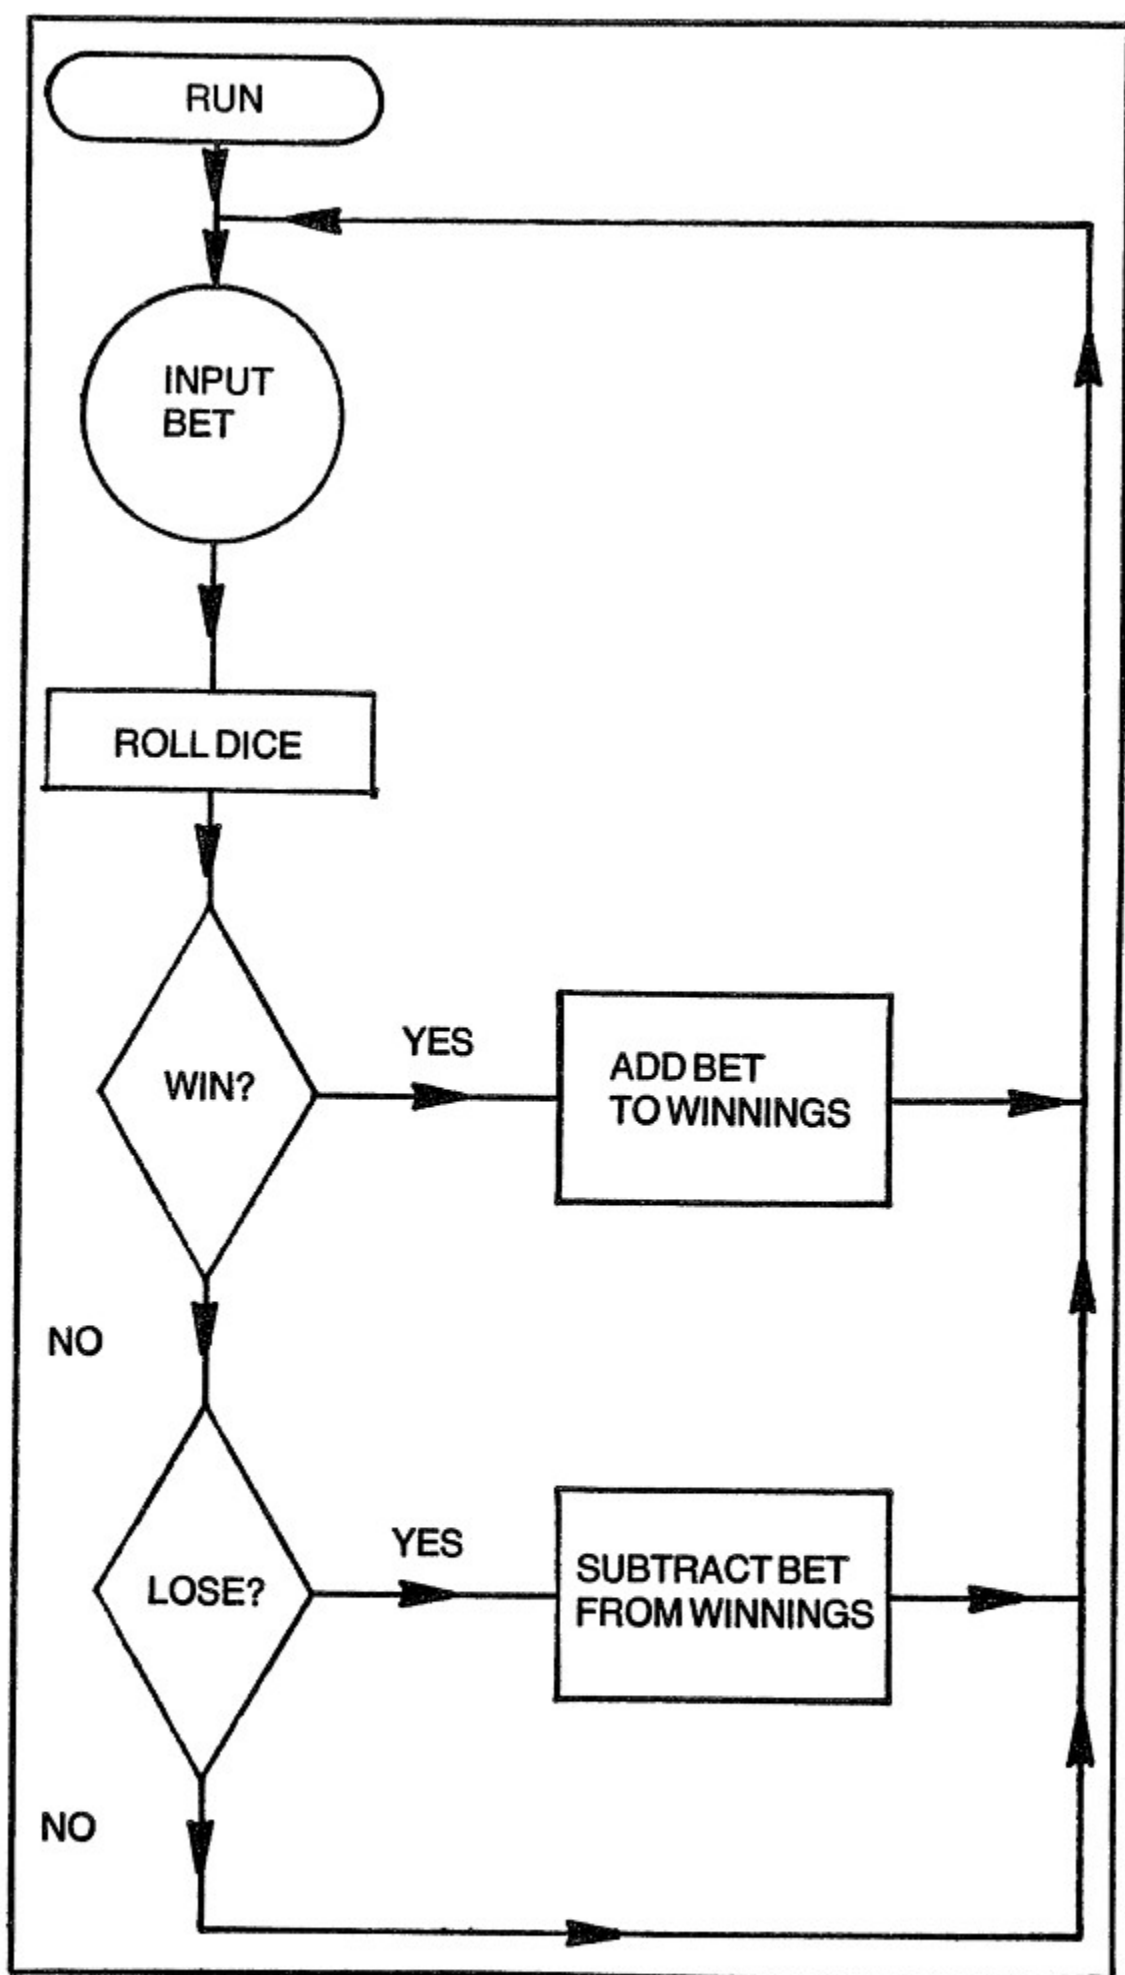 RUN
INPUT
BET
ROLL DICE
WIN?
YES
ADD BET
TO WINNINGS
NO
LOSE?
YES
SUBTRACT BET
FROM WINNINGS
NO